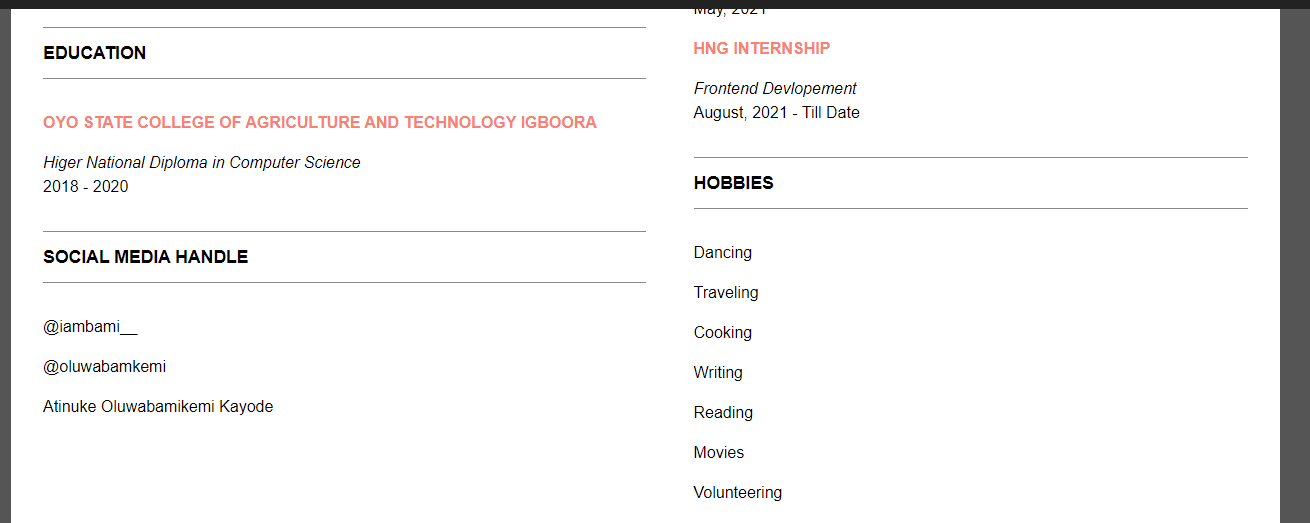 EDUCATION
OYO STATE COLLEGE OF AGRICULTURE AND TECHNOLOGY IGBOORA
Higer National Diploma in Computer Science
2018 - 2020
SOCIAL MEDIA HANDLE
@iambami__
@oluwabamkemi
Atinuke Oluwabamikemi Kayode
May, 2021
HNG INTERNSHIP
Frontend Devlopement
August, 2021 - Till Date
HOBBIES
Dancing
Traveling
Cooking
Writing
Reading
Movies
Volunteering